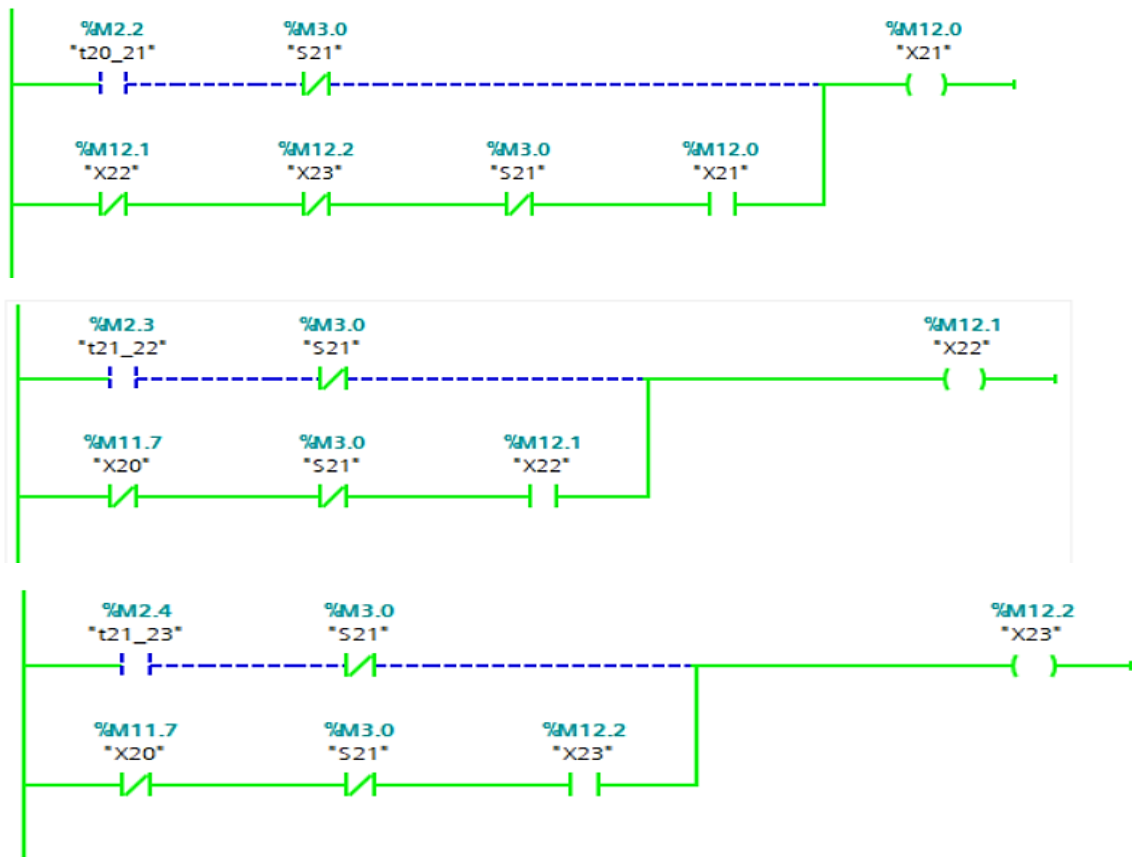 %M2.2 %M3.0 %M12.0
"t20_21" "S21" "X21"
%M12.1 %M12.2 %M3.0 %M12.0
"X22" "X23" "S21" "X21"
%M2.3 %M3.0 %M12.1
"t21_22" "S21" "X22"
%M11.7 %M3.0 %M12.1
"X20" "S21" "X22"
%M2.4 %M3.0 %M12.2
"t21_23" "S21" "X23"
%M11.7 %M3.0 %M12.2
"X20" "S21" "X23"